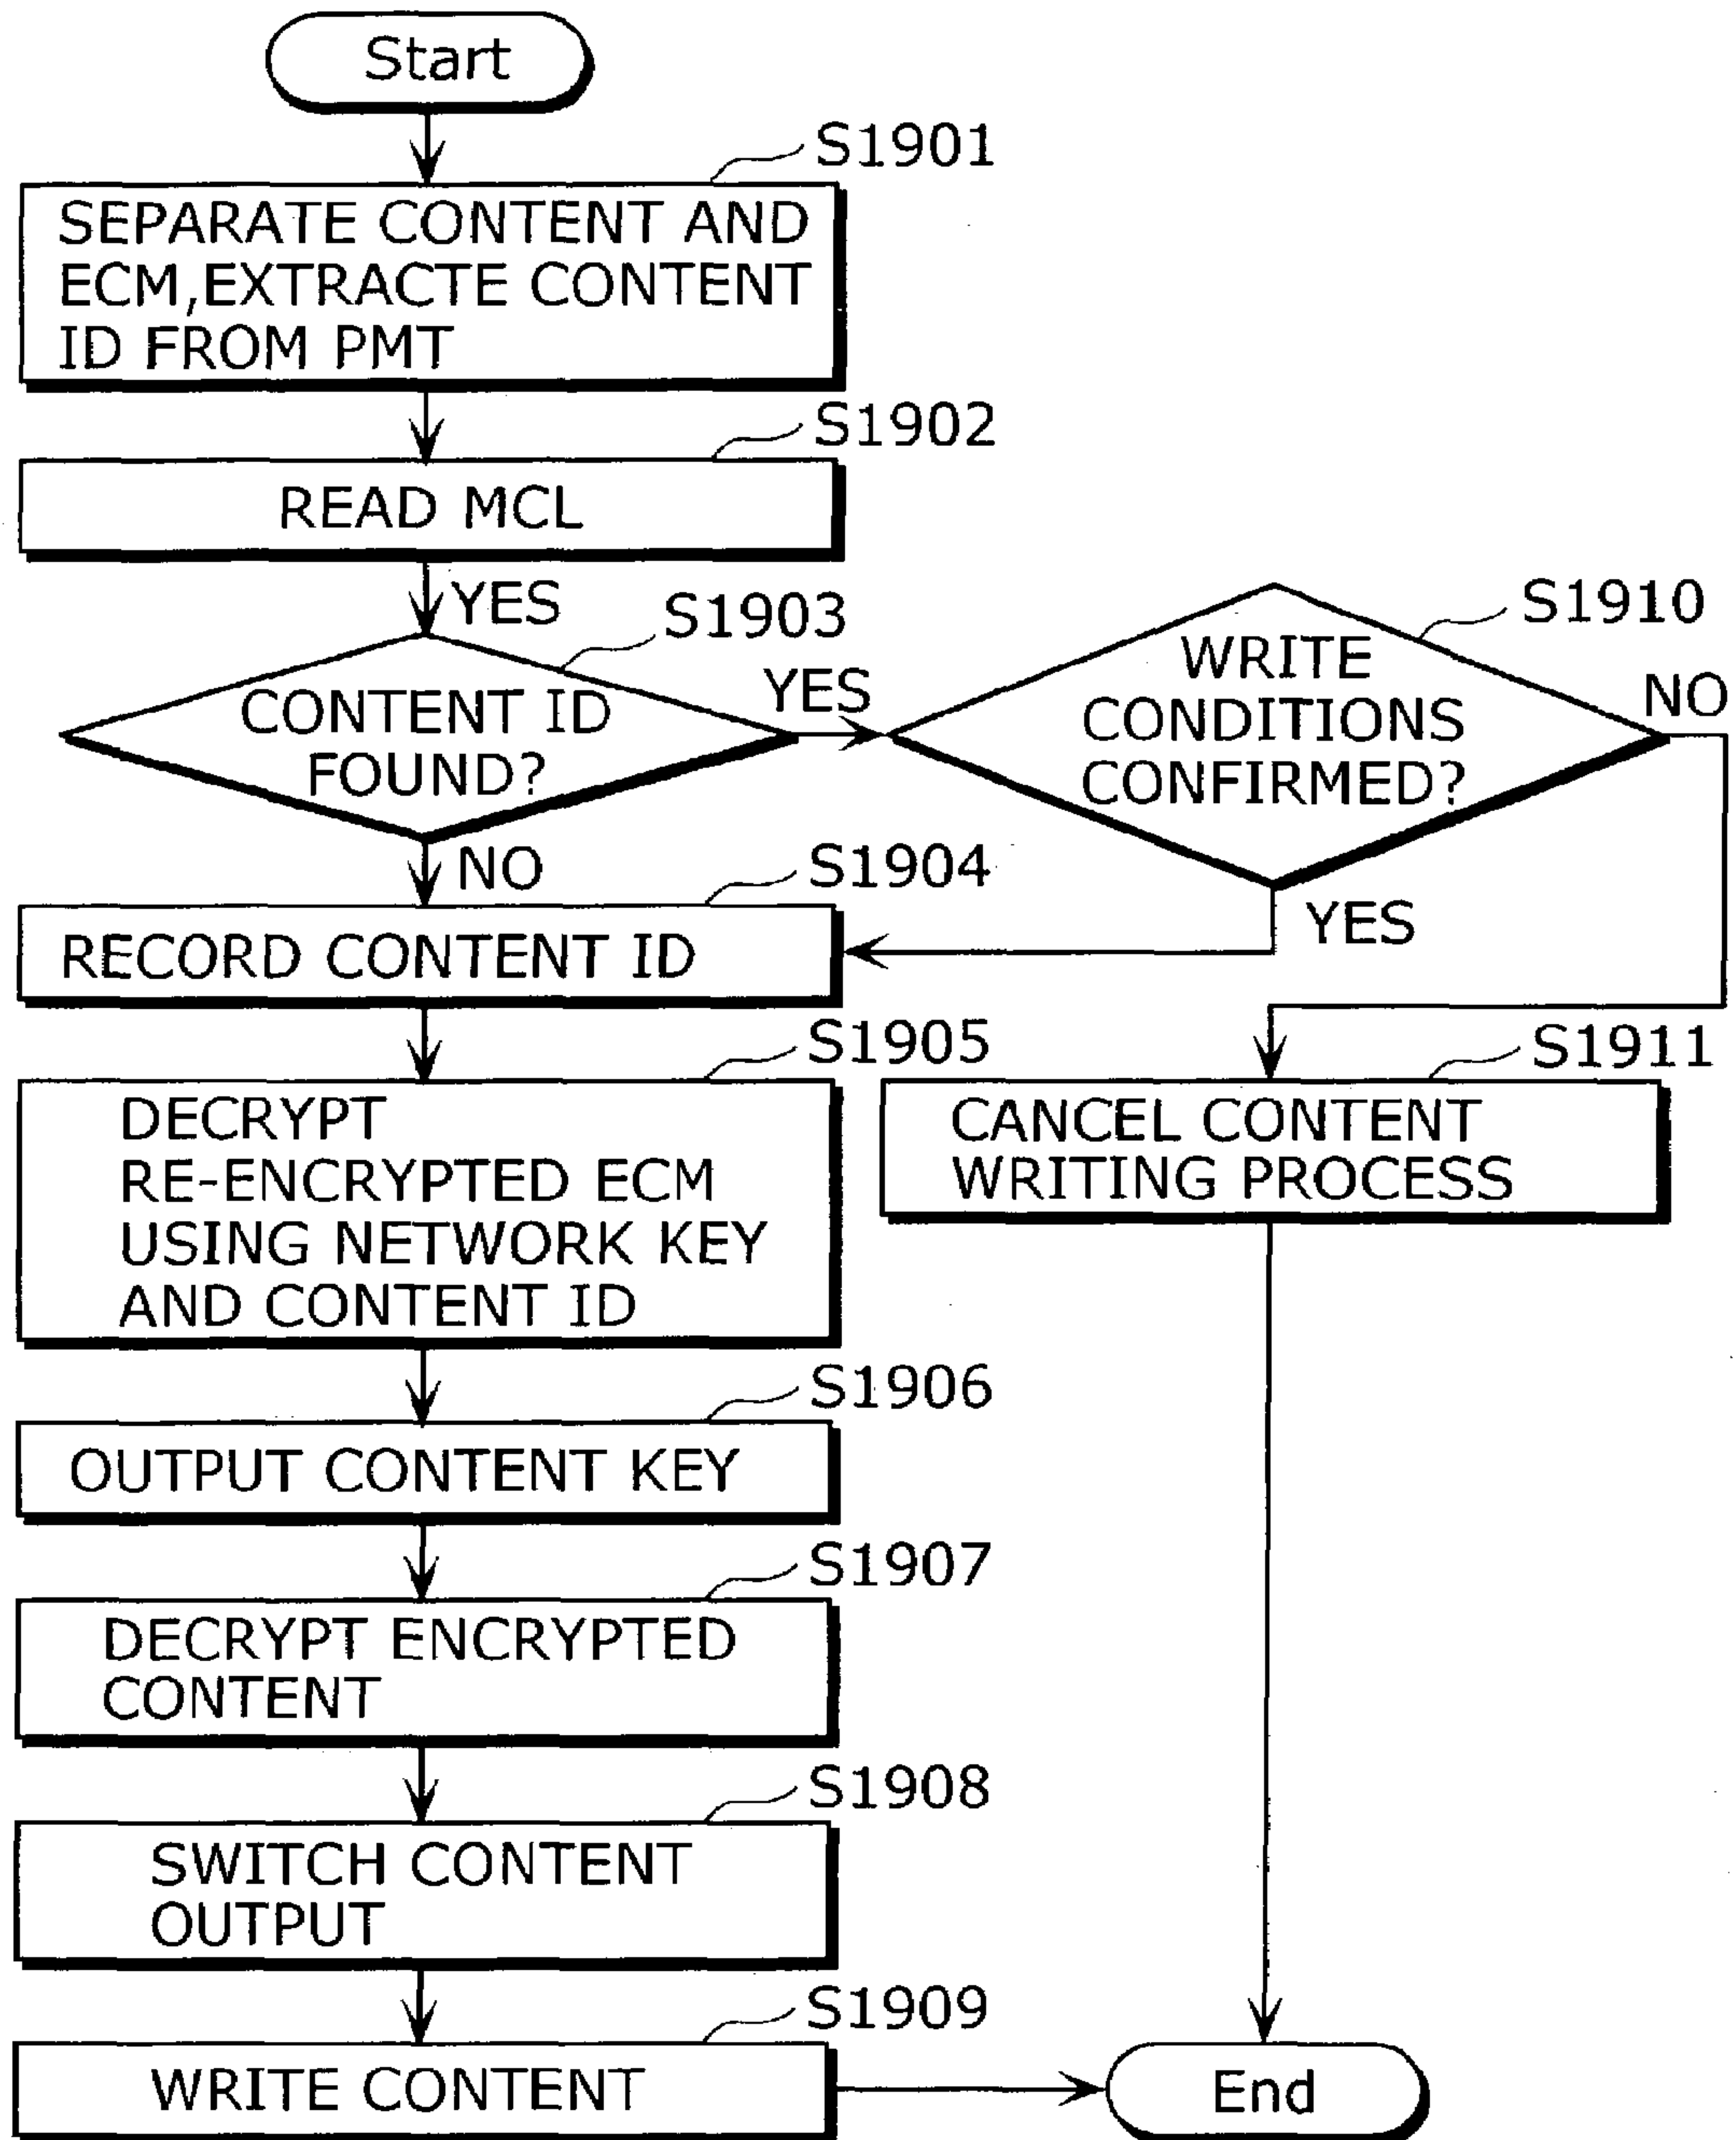 Start
S1901
SEPARATE CONTENT AND
ECM,EXTRACTE CONTENT
ID FROM PMT
S1902
READ MCL
YES
S1903
CONTENT ID
FOUND?
YES
S1910
WRITE
CONDITIONS
CONFIRMED?
NO
NO
YES
S1904
RECORD CONTENT ID
S1905
DECRYPT
RE-ENCRYPTED ECM
USING NETWORK KEY
AND CONTENT ID
S1911
CANCEL CONTENT
WRITING PROCESS
S1906
OUTPUT CONTENT KEY
S1907
DECRYPT ENCRYPTED
CONTENT
S1908
SWITCH CONTENT
OUTPUT
S1909
WRITE CONTENT
End